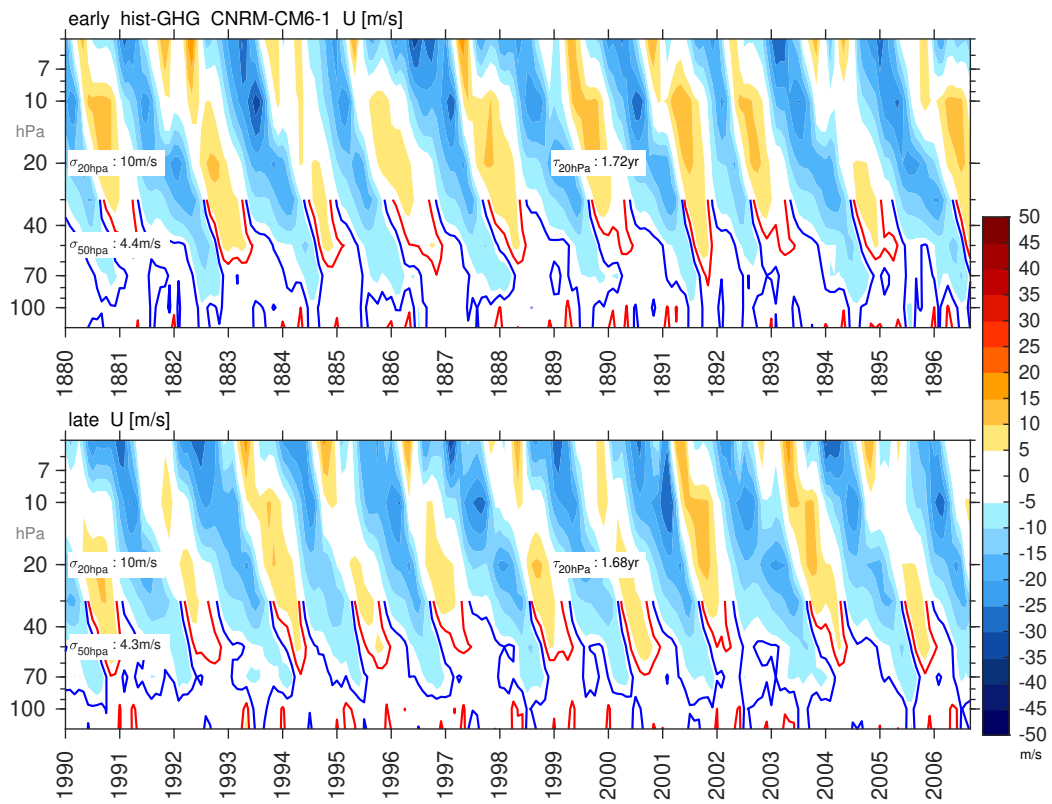 early hist-GHG CNRM-CM6-1 U [m/s]
7
10
hPa
20
40
70
100
σ20hpa : 10m/s
τ20hPa : 1.72yr
σ50hpa : 4.4m/s
1880 1881 1882 1883 1884 1885 1886 1887 1888 1889 1890 1891 1892 1893 1894 1895 1896
late U [m/s]
7
10
hPa
20
40
70
100
σ20hpa : 10m/s
τ20hPa : 1.68yr
σ50hpa : 4.3m/s
1990 1991 1992 1993 1994 1995 1996 1997 1998 1999 2000 2001 2002 2003 2004 2005 2006
50
45
40
35
30
25
20
15
10
5
0
-5
-10
-15
-20
-25
-30
-35
-40
-45
-50
m/s